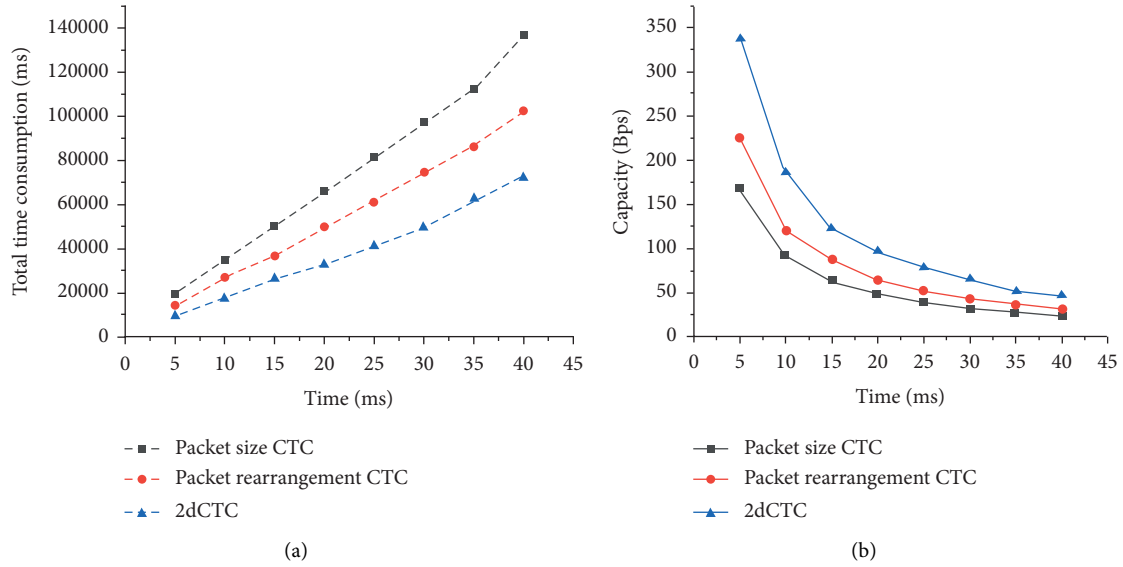 Total time consumption (ms)
140000
120000
100000
80000
60000
40000
20000
0
0 5 10 15 20 25 30 35 40 45
Time (ms)
Packet size CTC
Packet rearrangement CTC
2dCTC
(a)
Capacity (Bps)
350
300
250
200
150
100
50
0
0 5 10 15 20 25 30 35 40 45
Time (ms)
Packet size CTC
Packet rearrangement CTC
2dCTC
(b)